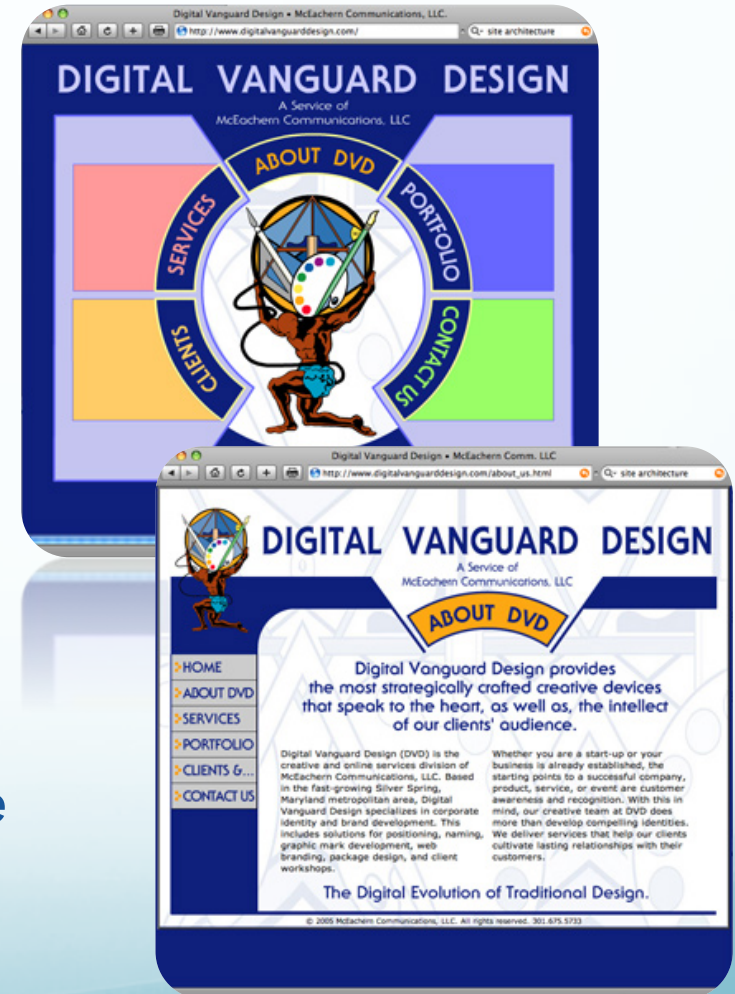 Digital Vanguard Design • McEachern Communications, LLC.
http://www.digitalvanguarddesign.com/
site architecture
DIGITAL VANGUARD DESIGN
A Service of
McEachern Communications, LLC
ABOUT DVD
SERVICES
PORTFOLIO
CLIENTS
CONTACT US
Digital Vanguard Design • McEachern Comm. LLC
http://www.digitalvanguarddesign.com/about_us.html
site architecture
DIGITAL VANGUARD DESIGN
A Service of
McEachern Communications, LLC
ABOUT DVD
HOME
ABOUT DVD
SERVICES
PORTFOLIO
CLIENTS &...
CONTACT US
Digital Vanguard Design provides
the most strategically crafted creative devices
that speak to the heart, as well as, the intellect
of our clients' audience.
Digital Vanguard Design (DVD) is the
creative and online services division of
McEachern Communications, LLC. Based
in the fast-growing Silver Spring,
Maryland metropolitan area, Digital
Vanguard Design specializes in corporate
identity and brand development. This
includes solutions for positioning, naming,
graphic mark development, web
branding, package design, and client
workshops.
Whether you are a start-up or your
business is already established, the
starting points to a successful company,
product, service, or event are customer
awareness and recognition. With this in
mind, our creative team at DVD does
more than develop compelling identities.
We deliver services that help our clients
cultivate lasting relationships with their
customers.
The Digital Evolution of Traditional Design.
© 2005 McEachern Communications, LLC. All rights reserved. 301.675.5733